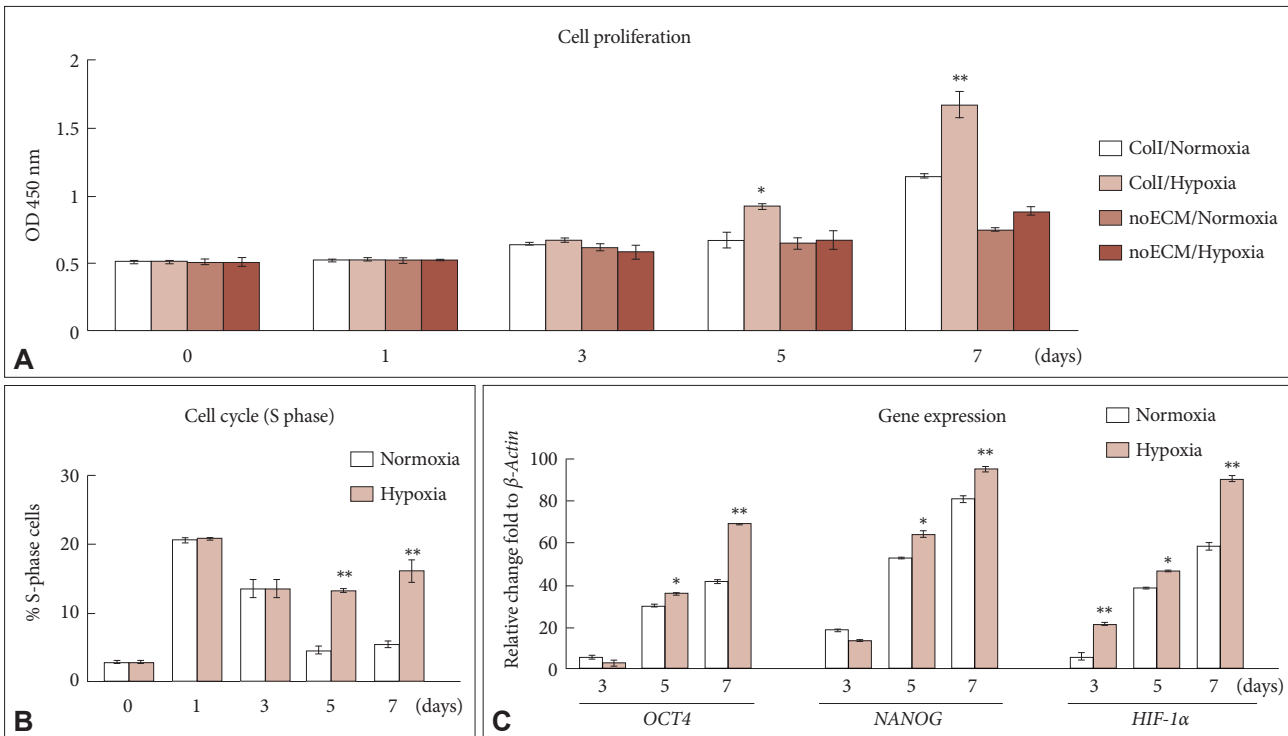 Cell proliferation
2
1.5
1
0.5
0
OD 450 nm
**
*
ColI/Normoxia
ColI/Hypoxia
noECM/Normoxia
noECM/Hypoxia
0 1 3 5 7 (days)
A
Cell cycle (S phase)
Normoxia
Hypoxia
30
20
10
0
% S-phase cells
** **
0 1 3 5 7 (days)
B
Gene expression
Normoxia
Hypoxia
100
80
60
40
20
0
Relative change fold to β-Actin
* ** * ** ** * **
3 5 7 3 5 7 3 5 7 (days)
OCT4 NANOG HIF-1α
C